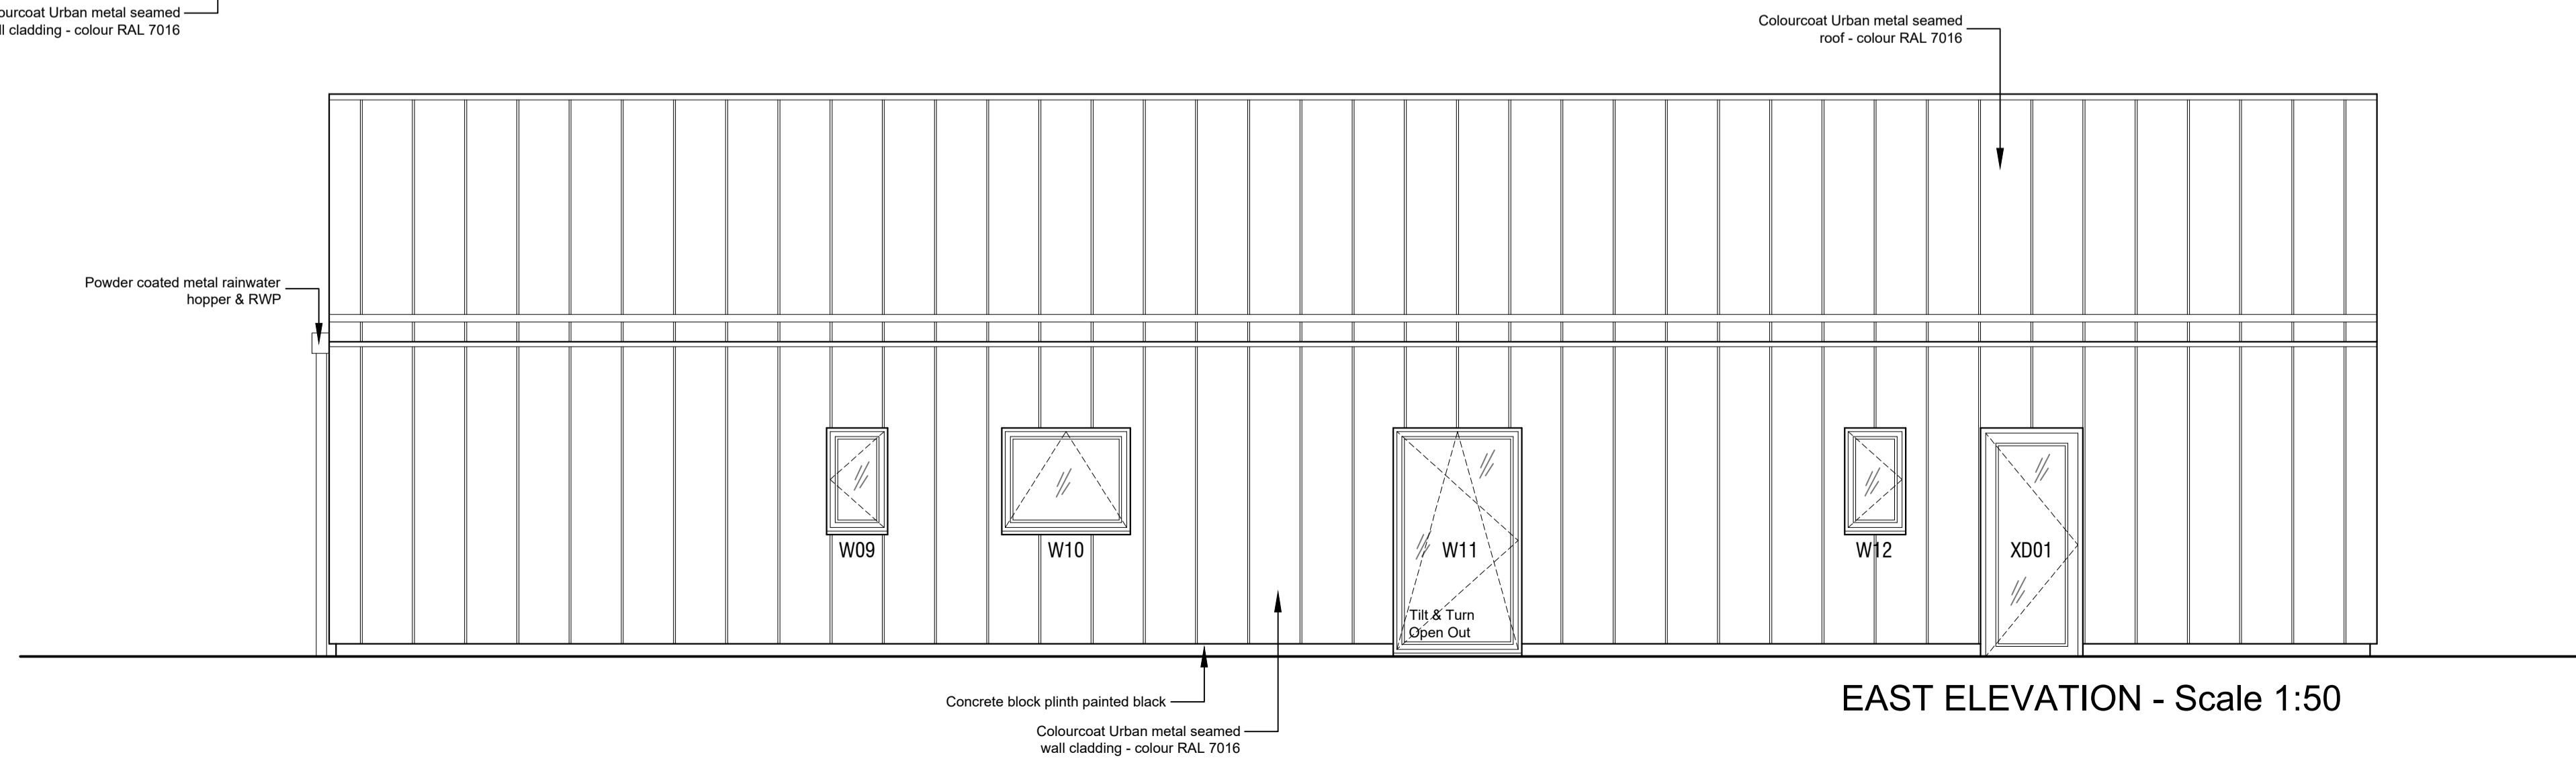 ourcoat Urban metal seamed
ll cladding - colour RAL 7016
Colourcoat Urban metal seamed
roof - colour RAL 7016
Powder coated metal rainwater
hopper & RWP
W09
W10
W11
W12
XD01
Tilt & Turn
Open Out
Concrete block plinth painted black
Colourcoat Urban metal seamed
wall cladding - colour RAL 7016
EAST ELEVATION - Scale 1:50